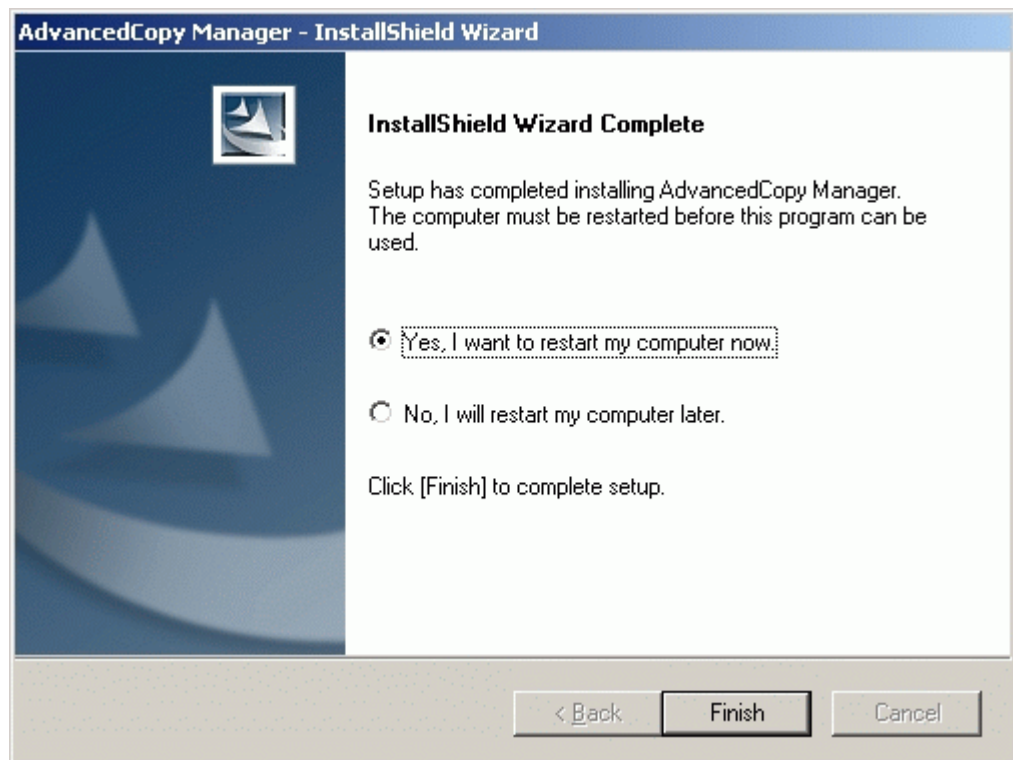 AdvancedCopy Manager - InstallShield Wizard
InstallShield Wizard Complete
Setup has completed installing AdvancedCopy Manager.
The computer must be restarted before this program can be
used.
Yes, I want to restart my computer now.
No, I will restart my computer later.
Click [Finish] to complete setup.
< Back
Finish
Cancel